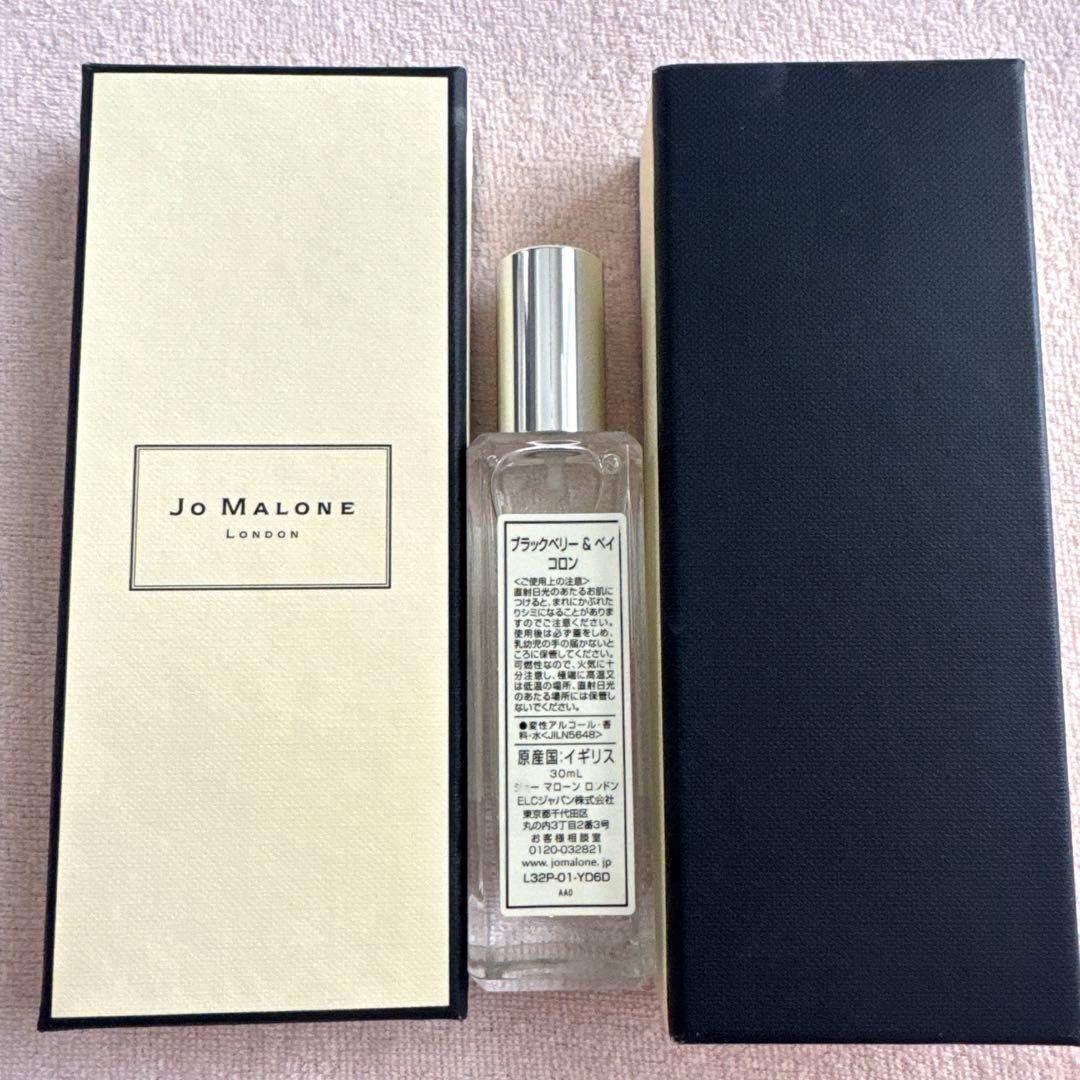 JO MALONE
LONDON
ブラックベリー & ベイ
コロン
<ご使用上の注意>
直射日光のあたるお肌に
つけると、まれにかぶれた
りシミになることがありま
すのでご注意ください。
使用後は必ず蓋をしめ、
乳幼児の手の届かないと
ころに保管してください。
可燃性なので、火気に十
分注意し、極端に高温又
は低温の場所、直射日光
のあたる場所には保管し
ないでください。
●変性アルコール・香
料・水<JILN5648>
原産国:イギリス
30mL
ジョー マローン ロンドン
ELCジャパン株式会社
東京都千代田区
丸の内3丁目2番3号
お客様相談室
0120-032821
www. jomalone. jp
L32P-01-YD6D
AA0